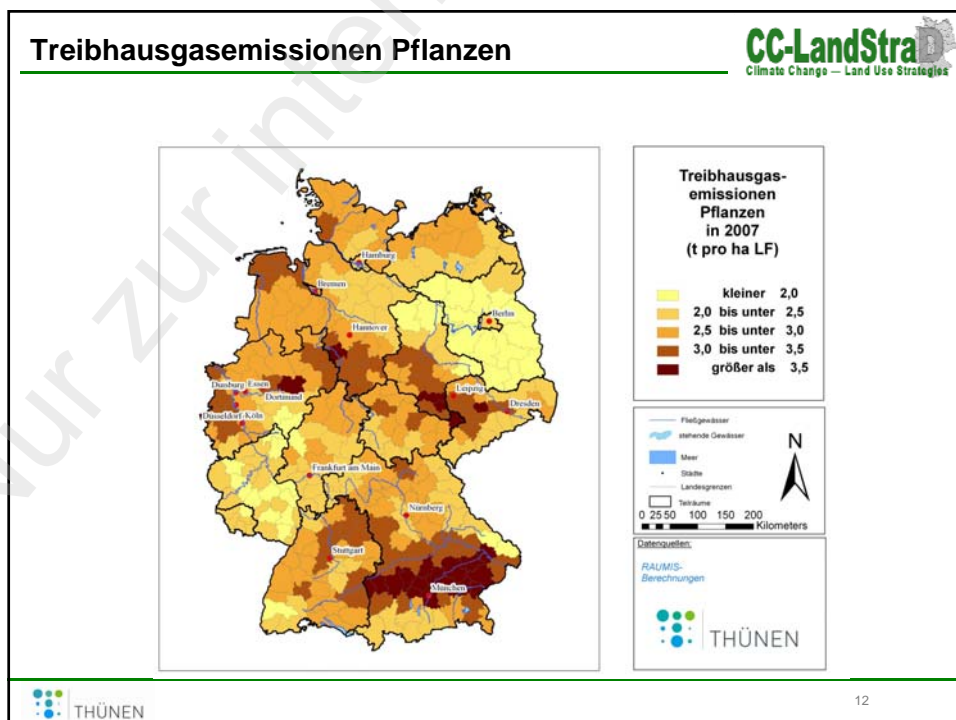 Treibhausgasemissionen Pflanzen
CC-LandStraD
Climate Change — Land Use Strategies
Nur zur inter
Hamburg
Bremen
Berlin
Hannover
Duisburg Essen
Dortmund
Düsseldorf Köln
Leipzig
Dresden
Frankfurt am Main
Nürnberg
Stuttgart
München
Treibhausgas-
emissionen
Pflanzen
in 2007
(t pro ha LF)
kleiner 2,0
2,0 bis unter 2,5
2,5 bis unter 3,0
3,0 bis unter 3,5
größer als 3,5
Fließgewässer
stehende Gewässer
Meer
Städte
Landesgrenzen
Teilräume
N
0 25 50 100 150 200
Kilometers
Datenquellen:
RAUMIS-
Berechnungen
THÜNEN
THÜNEN
12